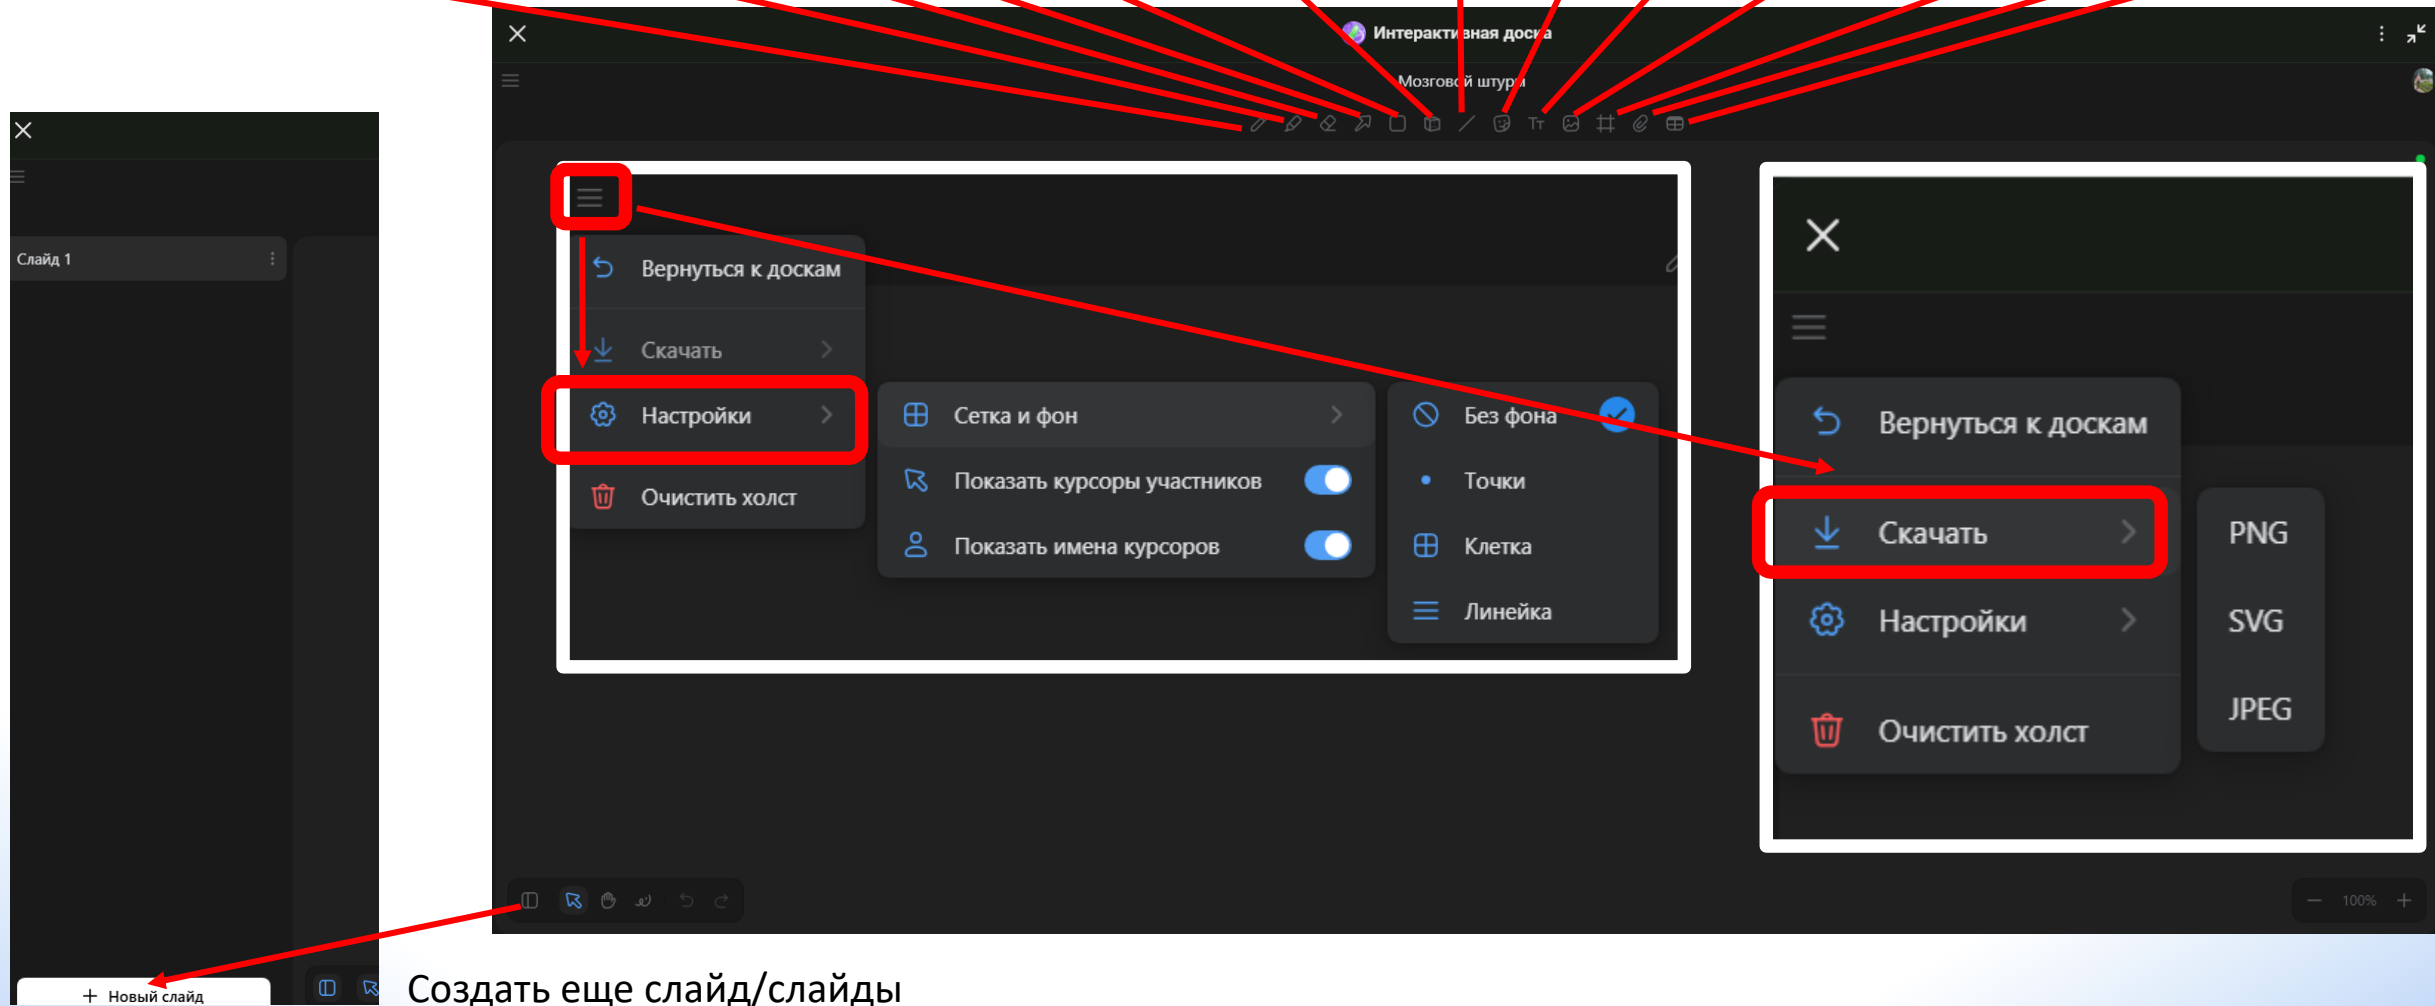 Интерактивная доска
Мозговой штурм
Слайд 1
Вернуться к доскам
Скачать
Настройки
Очистить холст
Сетка и фон
Показать курсоры участников
Показать имена курсоров
Без фона
Точки
Клетка
Линейка
Вернуться к доскам
Скачать
Настройки
Очистить холст
PNG
SVG
JPEG
Tт
100%
+ Новый слайд
Создать еще слайд/слайды